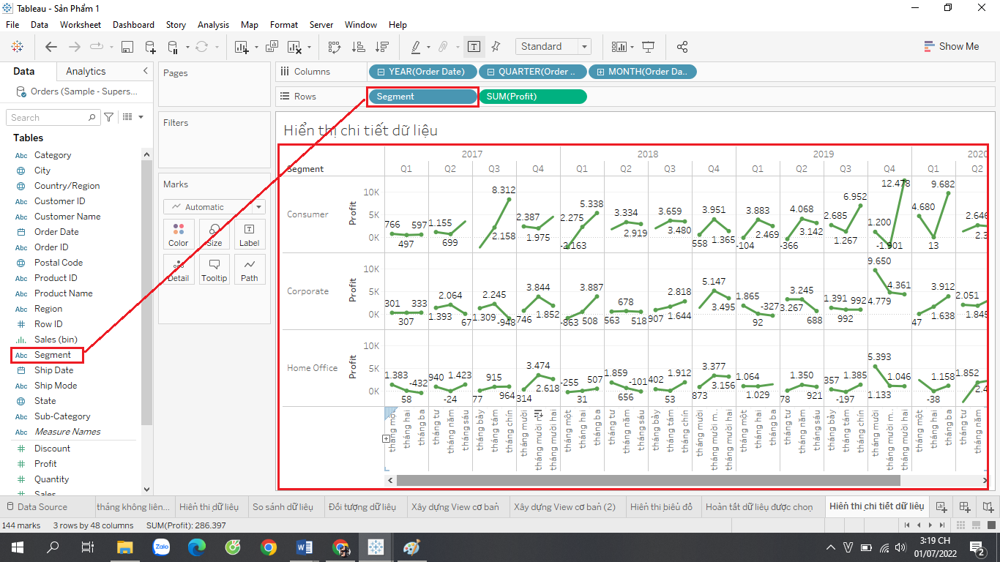 Tableau - Sản Phẩm 1
File Data Worksheet Dashboard Story Analysis Map Format Server Window Help
Standard
Show Me
Data Analytics
Orders (Sample - Supers...
Search
Tables
Abc Category
City
Country/Region
Abc Customer ID
Abc Customer Name
Order Date
Abc Order ID
Postal Code
Abc Product ID
Abc Product Name
Abc Region
Row ID
Sales (bin)
Abc Segment
Ship Date
Abc Ship Mode
State
Abc Sub-Category
Abc Measure Names
Discount
Profit
Quantity
Sales
Pages
Filters
Marks
Automatic
Color Size Label
Detail Tooltip Path
Columns YEAR(Order Date) QUARTER(Order .. MONTH(Order Da..
Rows Segment SUM(Profit)
Hiển thị chi tiết dữ liệu
2017 2018 2019 2020
Segment Q1 Q2 Q3 Q4 Q1 Q2 Q3 Q4 Q1 Q2 Q3 Q4 Q1 Q2
Consumer
Profit
10K
5K
0K
766 497 597 1.155 699 8.312 2.158 2.387 1.975 2.275 -2.163 5.338 3.334 2.919 3.659 3.480 558 3.951 1.365 -104 3.883 2.469 -366 4.068 3.142 2.685 1.267 6.952 1.200 -1.901 12.478 4.680 13 9.682 2.646
Corporate
Profit
10K
5K
0K
301 307 333 1.393 2.064 67 1.309 2.245 -948 746 3.844 1.852 -863 508 3.887 563 678 518 907 1.644 2.818 5.147 3.495 1.865 92 -327 3.267 3.245 688 1.391 992 992 9.650 4.779 4.361 47 1.638 3.912 2.051 1.845
Home Office
Profit
10K
5K
0K
1.383 58 -432 940 -24 1.423 77 915 964 314 3.474 2.618 -255 31 507 1.859 656 -101 402 53 1.912 873 3.377 3.156 1.064 1.029 78 1.350 921 357 -197 1.385 5.393 1.133 1.046 -38 1.158 1.852
tháng một tháng hai tháng ba tháng tư tháng năm tháng sáu tháng bảy tháng tám tháng chín tháng mười tháng mười m... tháng mười hai tháng một tháng hai tháng ba tháng tư tháng năm tháng sáu tháng bảy tháng tám tháng chín tháng mười tháng mười m... tháng mười hai tháng một tháng hai tháng ba tháng tư tháng năm tháng sáu tháng bảy tháng tám tháng chín tháng mười tháng mười m... tháng mười hai tháng một tháng hai tháng ba tháng tư tháng năm
Data Source tháng không liên... Hiển thị dữ liệu So sánh dữ liệu Đối tượng dữ liệu Xây dựng View cơ bản Xây dựng View cơ bản (2) Hiển thị biểu đồ Hoàn tất dữ liệu được chọn Hiển thị chi tiết dữ liệu
144 marks 3 rows by 48 columns SUM(Profit): 286.397
Zalo
3:19 CH
01/07/2022
2